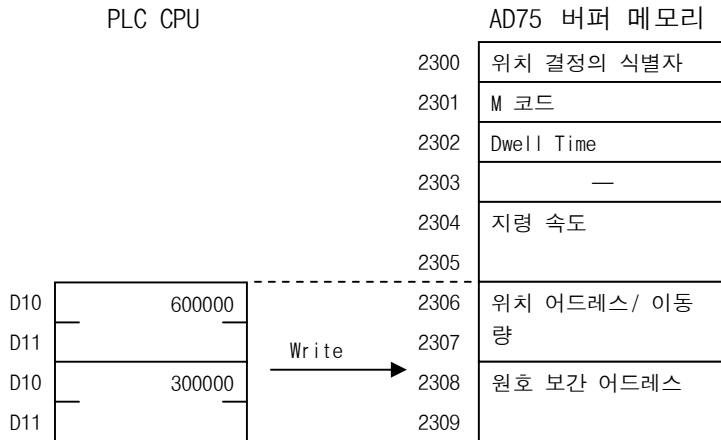 PLC CPU AD75 버퍼 메모리
2300 위치 결정의 식별자
2301 M 코드
2302 Dwell Time
2303 —
2304 지령 속도
2305
D10 600000 2306 위치 어드레스/ 이동
D11 Write 2307 량
D10 300000 2308 원호 보간 어드레스
D11 2309